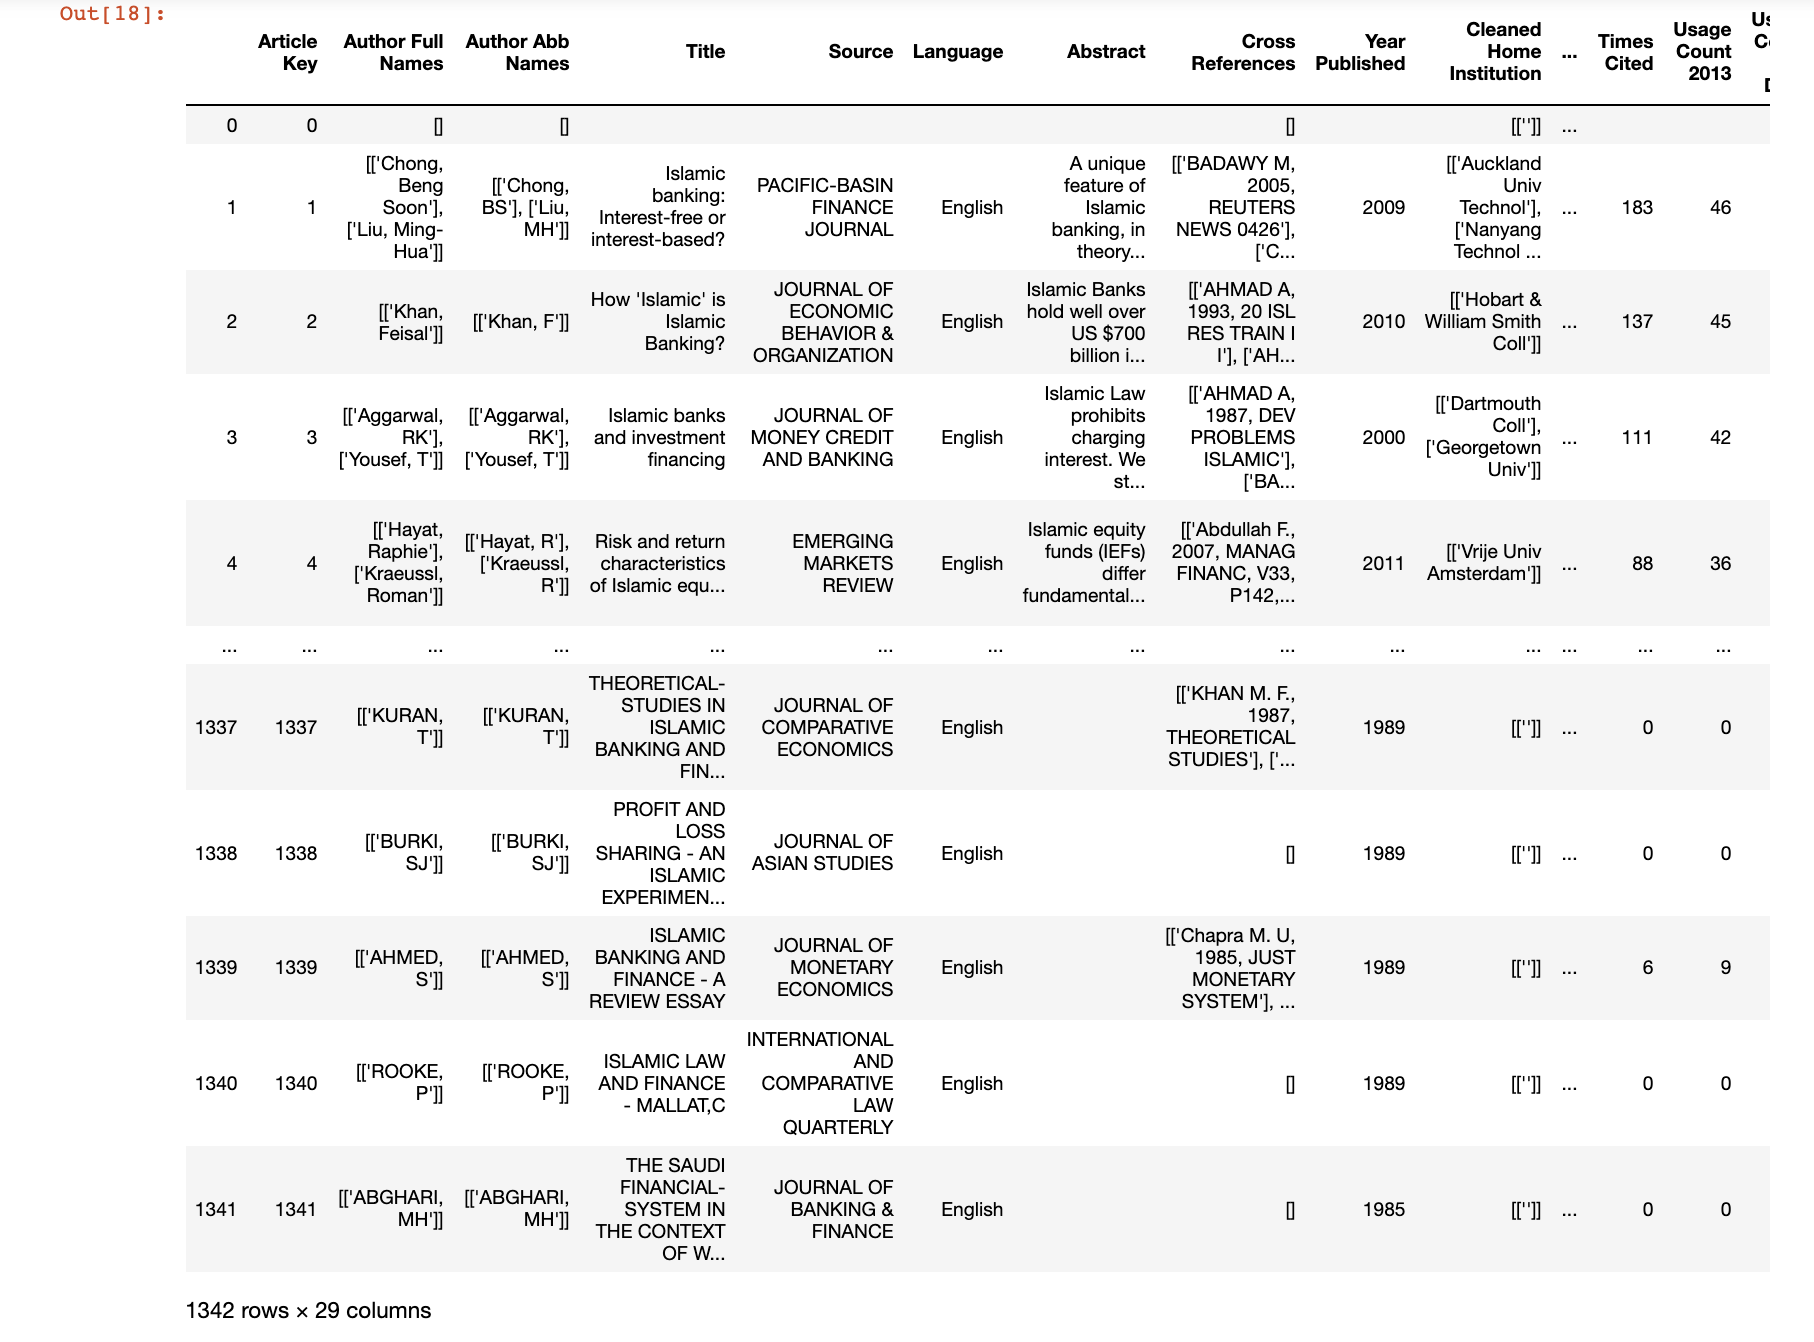 Out[18]:
Article Key	Author Full Names	Author Abb Names	Title	Source	Language	Abstract	Cross References	Year Published	Cleaned Home Institution	...	Times Cited	Usage Count 2013
0	0	[]	[]				[]		[['']]	...
1	1	[['Chong, Beng Soon'], ['Liu, Ming-Hua']]	[['Chong, BS'], ['Liu, MH']]	Islamic banking: Interest-free or interest-based?	PACIFIC-BASIN FINANCE JOURNAL	English	A unique feature of Islamic banking, in theory...	[['BADAWY M, 2005, REUTERS NEWS 0426'], ['C...	2009	[['Auckland Univ Technol'], ['Nanyang Technol ...	...	183	46
2	2	[['Khan, Feisal']]	[['Khan, F']]	How 'Islamic' is Islamic Banking?	JOURNAL OF ECONOMIC BEHAVIOR & ORGANIZATION	English	Islamic Banks hold well over US $700 billion i...	[['AHMAD A, 1993, 20 ISL RES TRAIN I I'], ['AH...	2010	[['Hobart & William Smith Coll']]	...	137	45
3	3	[['Aggarwal, RK'], ['Yousef, T']]	[['Aggarwal, RK'], ['Yousef, T']]	Islamic banks and investment financing	JOURNAL OF MONEY CREDIT AND BANKING	English	Islamic Law prohibits charging interest. We st...	[['AHMAD A, 1987, DEV PROBLEMS ISLAMIC'], ['BA...	2000	[['Dartmouth Coll'], ['Georgetown Univ']]	...	111	42
4	4	[['Hayat, Raphie'], ['Kraeussl, Roman']]	[['Hayat, R'], ['Kraeussl, R']]	Risk and return characteristics of Islamic equ...	EMERGING MARKETS REVIEW	English	Islamic equity funds (IEFs) differ fundamental...	[['Abdullah F., 2007, MANAG FINANC, V33, P142,...	2011	[['Vrije Univ Amsterdam']]	...	88	36
...	...	...	...	...	...	...	...	...	...	...	...	...	...
1337	1337	[['KURAN, T']]	[['KURAN, T']]	THEORETICAL-STUDIES IN ISLAMIC BANKING AND FIN...	JOURNAL OF COMPARATIVE ECONOMICS	English		[['KHAN M. F., 1987, THEORETICAL STUDIES'], ['...	1989	[['']]	...	0	0
1338	1338	[['BURKI, SJ']]	[['BURKI, SJ']]	PROFIT AND LOSS SHARING - AN ISLAMIC EXPERIMEN...	JOURNAL OF ASIAN STUDIES	English		[]	1989	[['']]	...	0	0
1339	1339	[['AHMED, S']]	[['AHMED, S']]	ISLAMIC BANKING AND FINANCE - A REVIEW ESSAY	JOURNAL OF MONETARY ECONOMICS	English		[['Chapra M. U, 1985, JUST MONETARY SYSTEM'], ...	1989	[['']]	...	6	9
1340	1340	[['ROOKE, P']]	[['ROOKE, P']]	ISLAMIC LAW AND FINANCE - MALLAT,C	INTERNATIONAL AND COMPARATIVE LAW QUARTERLY	English		[]	1989	[['']]	...	0	0
1341	1341	[['ABGHARI, MH']]	[['ABGHARI, MH']]	THE SAUDI FINANCIAL-SYSTEM IN THE CONTEXT OF W...	JOURNAL OF BANKING & FINANCE	English		[]	1985	[['']]	...	0	0
1342 rows × 29 columns